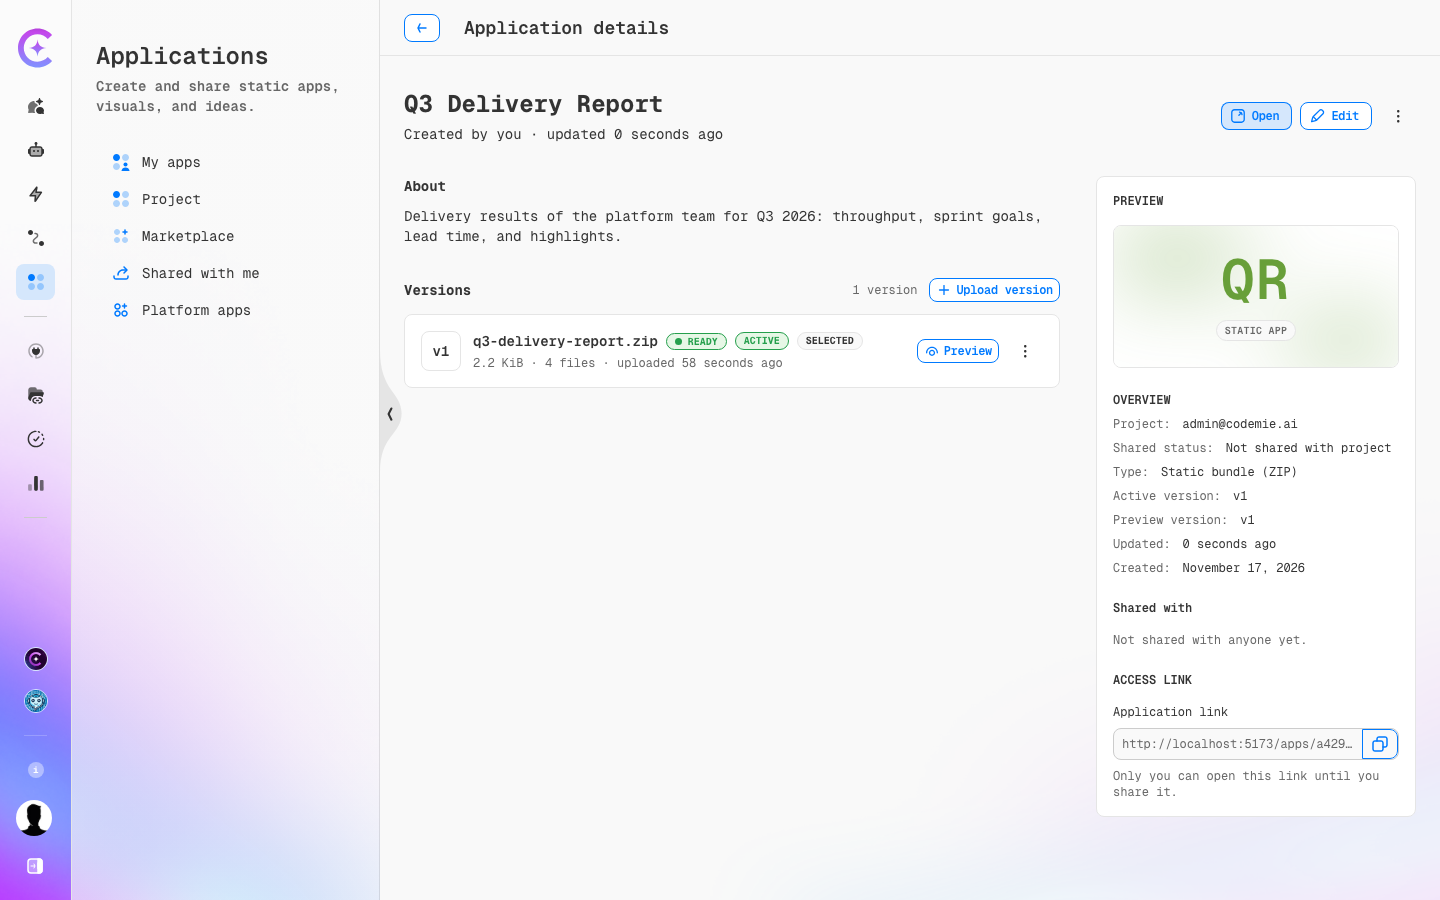 Application details
Applications
Create and share static apps,
visuals, and ideas.
My apps
Project
Marketplace
Shared with me
Platform apps
Q3 Delivery Report
Created by you · updated 0 seconds ago
Open
Edit
About
Delivery results of the platform team for Q3 2026: throughput, sprint goals,
lead time, and highlights.
Versions
1 version
Upload version
v1
q3-delivery-report.zip
READY
ACTIVE
SELECTED
2.2 KiB · 4 files · uploaded 58 seconds ago
Preview
PREVIEW
QR
STATIC APP
OVERVIEW
Project: admin@codemie.ai
Shared status: Not shared with project
Type: Static bundle (ZIP)
Active version: v1
Preview version: v1
Updated: 0 seconds ago
Created: November 17, 2026
Shared with
Not shared with anyone yet.
ACCESS LINK
Application link
http://localhost:5173/apps/a429…
Only you can open this link until you
share it.